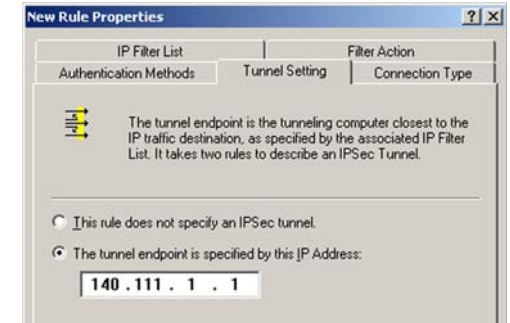 New Rule Properties
IP Filter List Filter Action
Authentication Methods Tunnel Setting Connection Type
The tunnel endpoint is the tunneling computer closest to the
IP traffic destination, as specified by the associated IP Filter
List. It takes two rules to describe an IPSec Tunnel.
This rule does not specify an IPSec tunnel.
The tunnel endpoint is specified by this IP Address:
140 . 111 . 1 . 1